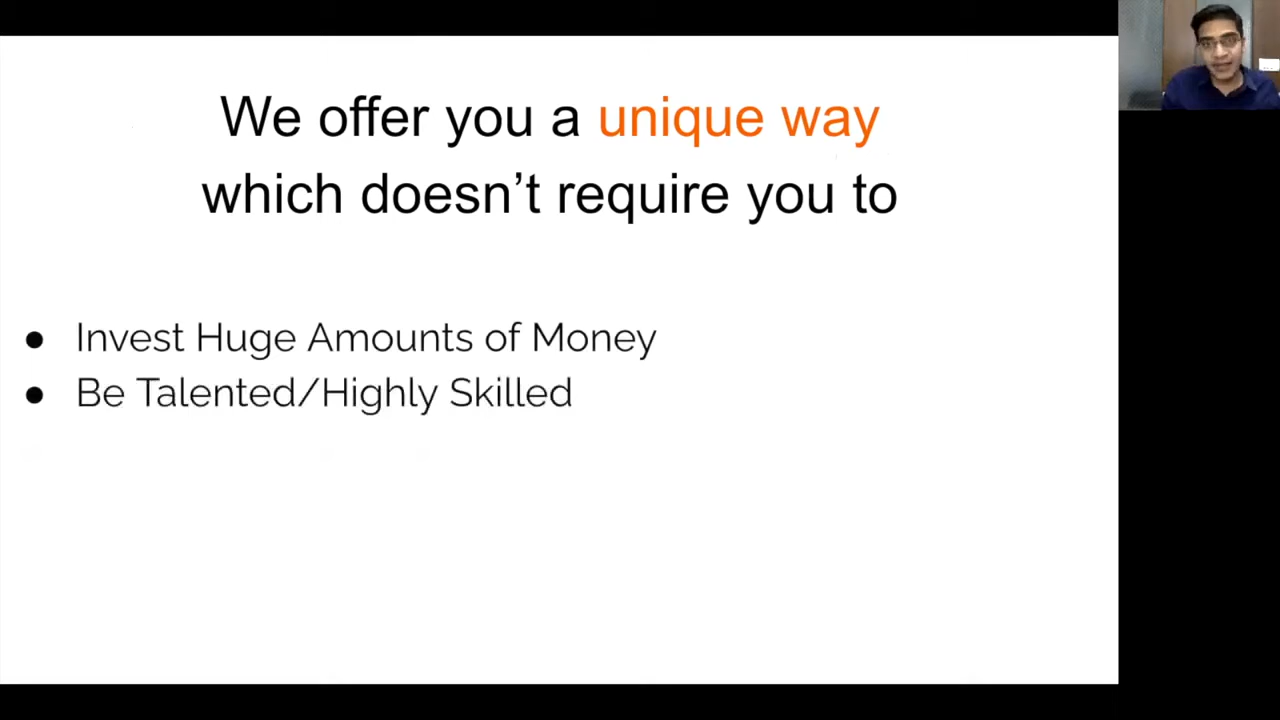 We offer you a unique way
which doesn’t require you to
● Invest Huge Amounts of Money
● Be Talented/Highly Skilled